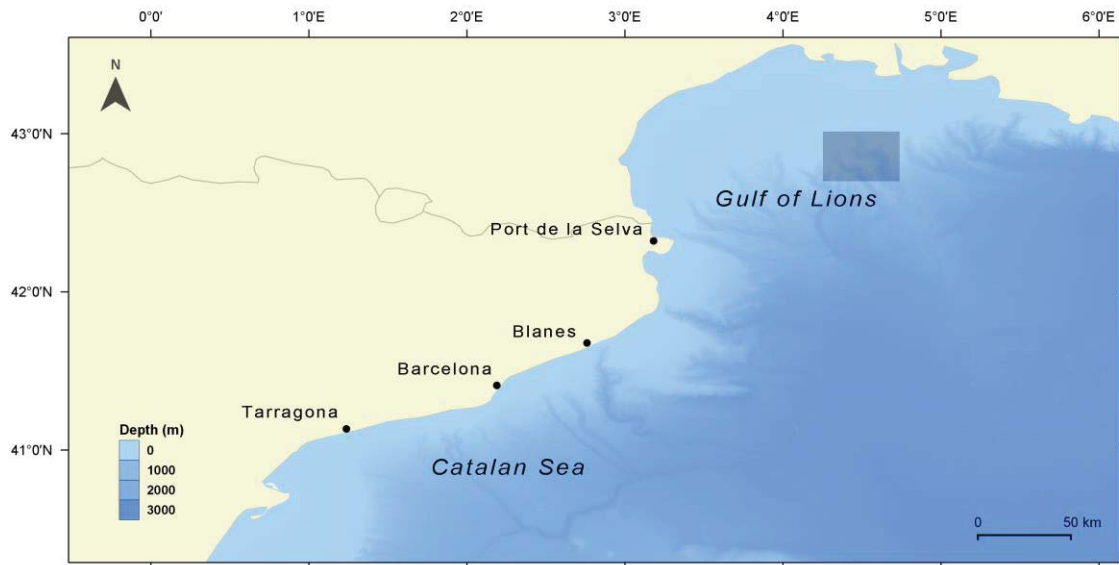 0°0' 1°0'E 2°0'E 3°0'E 4°0'E 5°0'E 6°0'E
N
43°0'N
Gulf of Lions
Port de la Selva
42°0'N
Blanes
Barcelona
Tarragona
Depth (m)
0
1000
2000
3000
41°0'N
Catalan Sea
0 50 km